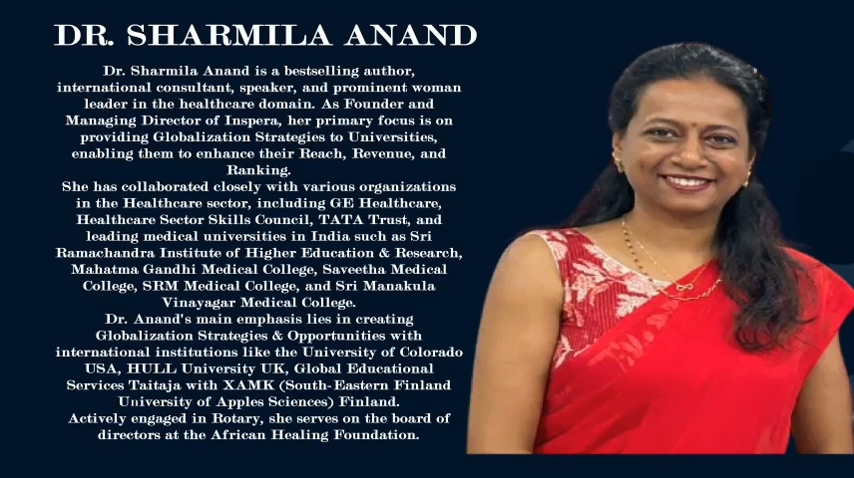 DR. SHARMILA ANAND
Dr. Sharmila Anand is a bestselling author,
international consultant, speaker, and prominent woman
leader in the healthcare domain. As Founder and
Managing Director of Inspera, her primary focus is on
providing Globalization Strategies to Universities,
enabling them to enhance their Reach, Revenue, and
Ranking.
She has collaborated closely with various organizations
in the Healthcare sector, including GE Healthcare,
Healthcare Sector Skills Council, TATA Trust, and
leading medical universities in India such as Sri
Ramachandra Institute of Higher Education & Research,
Mahatma Gandhi Medical College, Saveetha Medical
College, SRM Medical College, and Sri Manakula
Vinayagar Medical College.
Dr. Anand's main emphasis lies in creating
Globalization Strategies & Opportunities with
international institutions like the University of Colorado
USA, HULL University UK, Global Educational
Services Taitaja with XAMK (South-Eastern Finland
University of Apples Sciences) Finland.
Actively engaged in Rotary, she serves on the board of
directors at the African Healing Foundation.